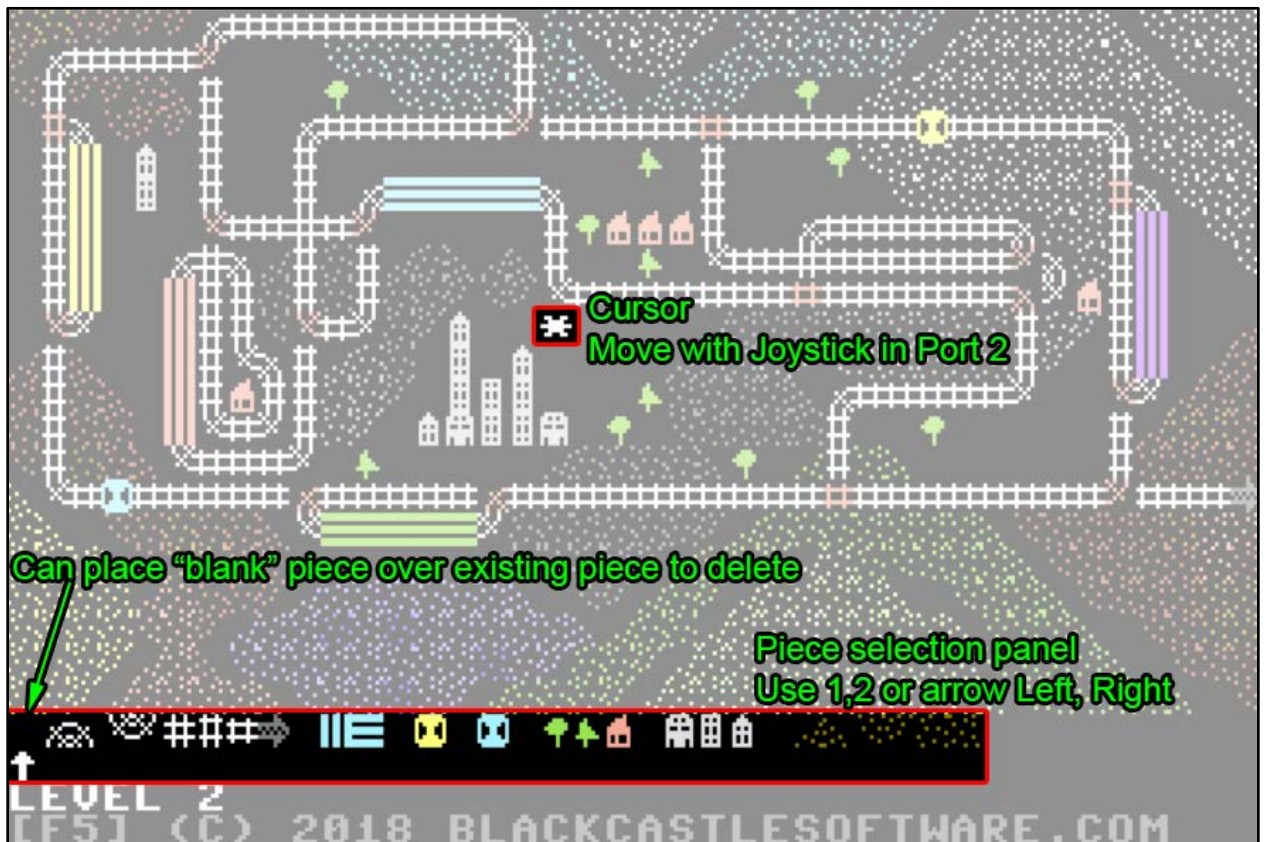 Cursor
Move with Joystick in Port 2
Can place “blank” piece over existing piece to delete
Piece selection panel
Use 1,2 or arrow Left, Right
LEVEL 2
[F5] (C) 2018 BLACKCASTLESOFTWARE.COM